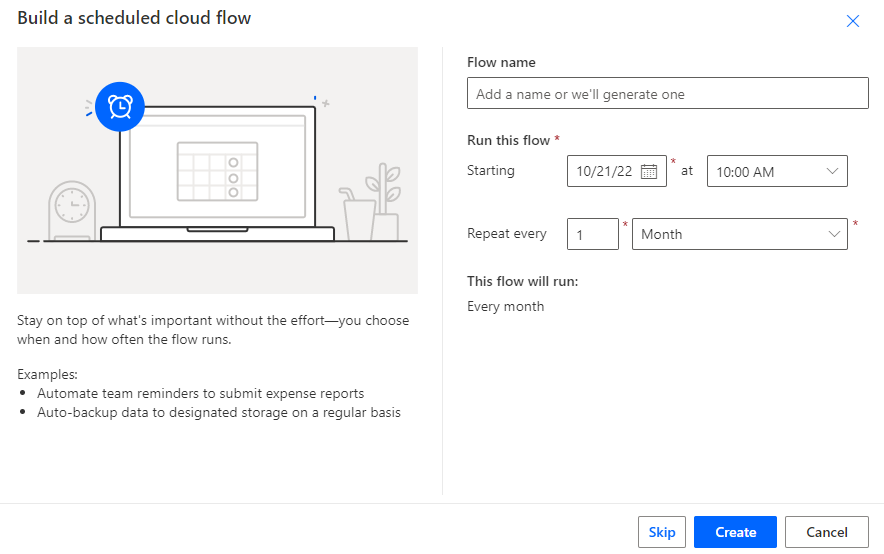 Build a scheduled cloud flow
Stay on top of what's important without the effort—you choose
when and how often the flow runs.
Examples:
• Automate team reminders to submit expense reports
• Auto-backup data to designated storage on a regular basis
Flow name
Add a name or we'll generate one
Run this flow *
Starting 10/21/22 * at 10:00 AM
Repeat every 1 * Month *
This flow will run:
Every month
Skip Create Cancel